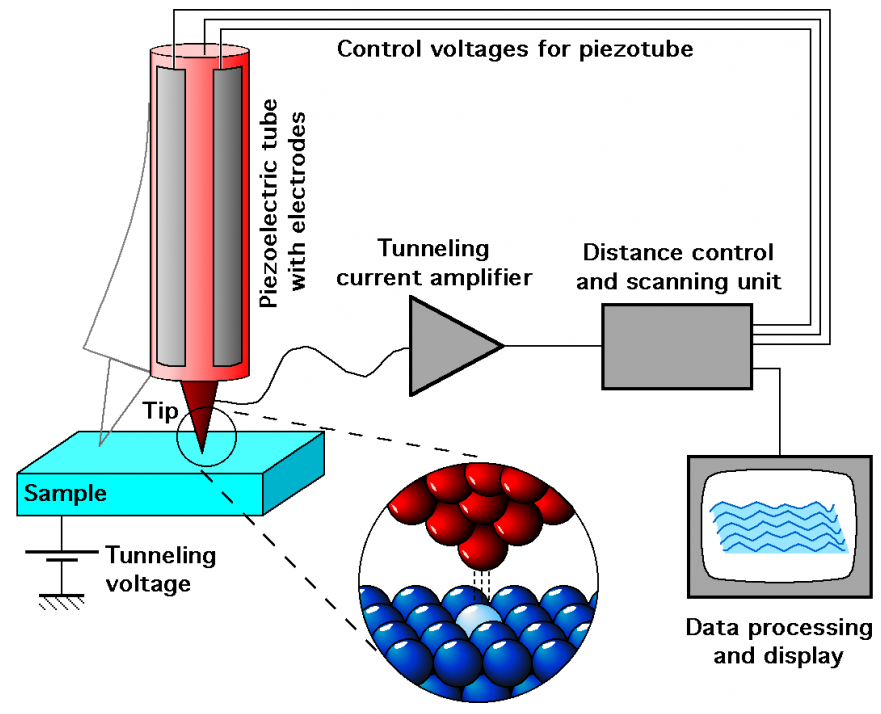 Control voltages for piezotube
Piezoelectric tube
with electrodes
Tunneling
current amplifier
Distance control
and scanning unit
Tip
Sample
Tunneling
voltage
Data processing
and display